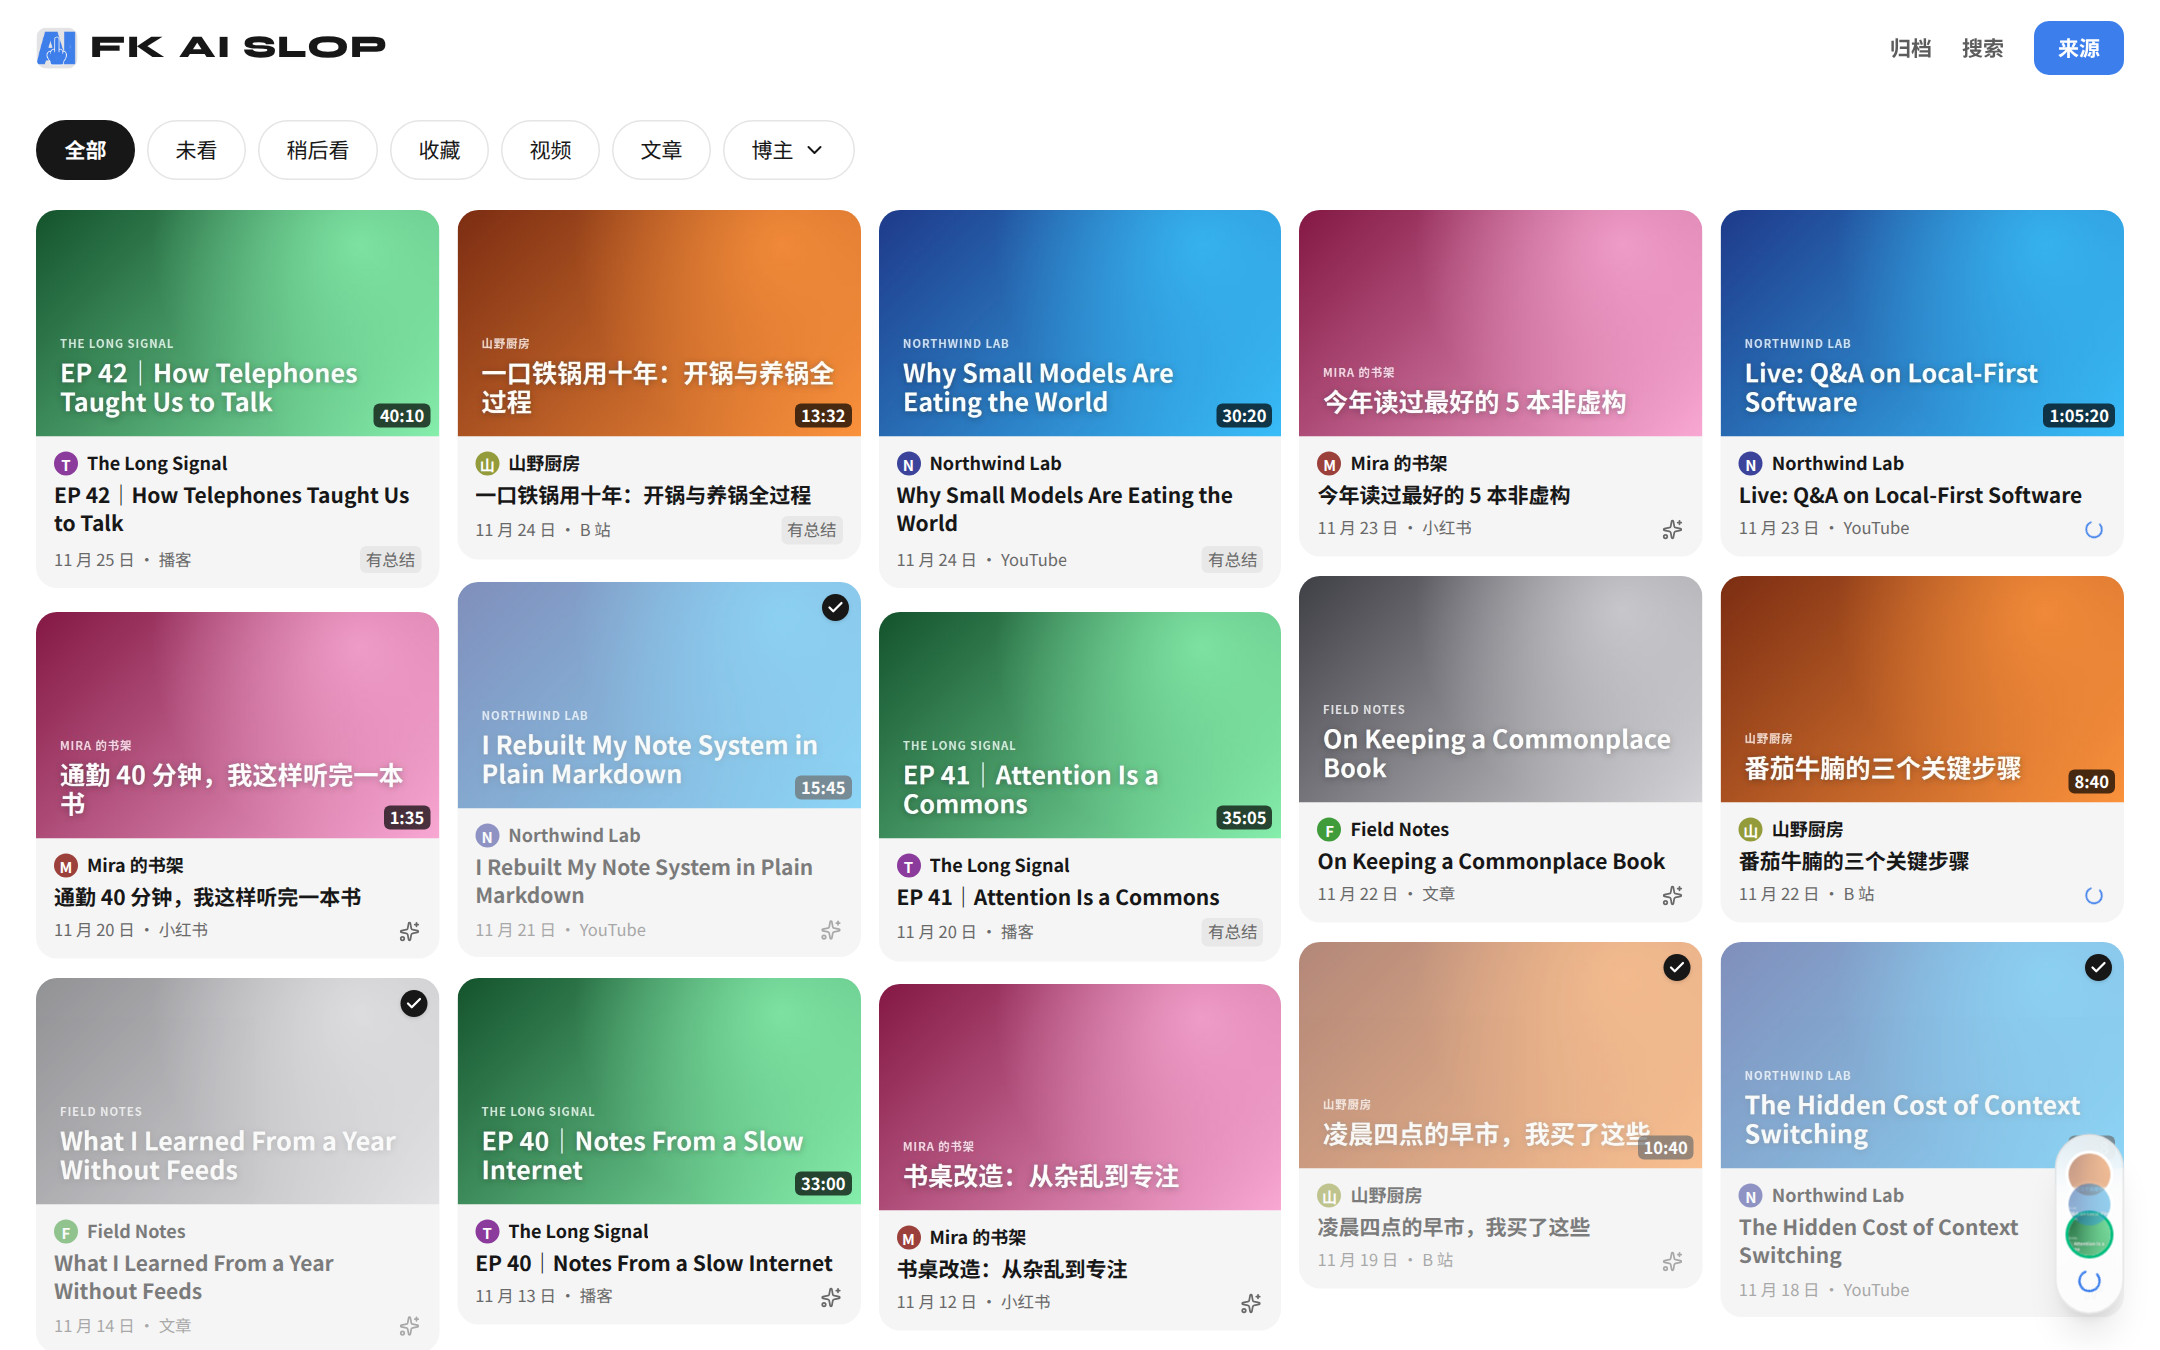 FK AI SLOP
归档
搜索
来源
全部
未看
稍后看
收藏
视频
文章
博主
THE LONG SIGNAL
EP 42｜How Telephones
Taught Us to Talk
40:10
T
The Long Signal
EP 42｜How Telephones Taught Us
to Talk
11 月 25 日 · 播客
有总结
山野厨房
一口铁锅用十年：开锅与养锅全
过程
13:32
山
山野厨房
一口铁锅用十年：开锅与养锅全过程
11 月 24 日 · B 站
有总结
NORTHWIND LAB
Why Small Models Are
Eating the World
30:20
N
Northwind Lab
Why Small Models Are Eating the
World
11 月 24 日 · YouTube
有总结
MIRA 的书架
今年读过最好的 5 本非虚构
M
Mira 的书架
今年读过最好的 5 本非虚构
11 月 23 日 · 小红书
NORTHWIND LAB
Live: Q&A on Local-First
Software
1:05:20
N
Northwind Lab
Live: Q&A on Local-First Software
11 月 23 日 · YouTube
MIRA 的书架
通勤 40 分钟，我这样听完一本
书
1:35
M
Mira 的书架
通勤 40 分钟，我这样听完一本书
11 月 20 日 · 小红书
NORTHWIND LAB
I Rebuilt My Note System in
Plain Markdown
15:45
N
Northwind Lab
I Rebuilt My Note System in Plain
Markdown
11 月 21 日 · YouTube
THE LONG SIGNAL
EP 41｜Attention Is a
Commons
35:05
T
The Long Signal
EP 41｜Attention Is a Commons
11 月 20 日 · 播客
有总结
FIELD NOTES
On Keeping a Commonplace
Book
F
Field Notes
On Keeping a Commonplace Book
11 月 22 日 · 文章
山野厨房
番茄牛腩的三个关键步骤
8:40
山
山野厨房
番茄牛腩的三个关键步骤
11 月 22 日 · B 站
FIELD NOTES
What I Learned From a Year
Without Feeds
F
Field Notes
What I Learned From a Year
Without Feeds
11 月 14 日 · 文章
THE LONG SIGNAL
EP 40｜Notes From a Slow
Internet
33:00
T
The Long Signal
EP 40｜Notes From a Slow Internet
11 月 13 日 · 播客
MIRA 的书架
书桌改造：从杂乱到专注
M
Mira 的书架
书桌改造：从杂乱到专注
11 月 12 日 · 小红书
山野厨房
凌晨四点的早市，我买了这些
10:40
山
山野厨房
凌晨四点的早市，我买了这些
11 月 19 日 · B 站
NORTHWIND LAB
The Hidden Cost of Context
Switching
N
Northwind Lab
The Hidden Cost of Context
Switching
11 月 18 日 · YouTube